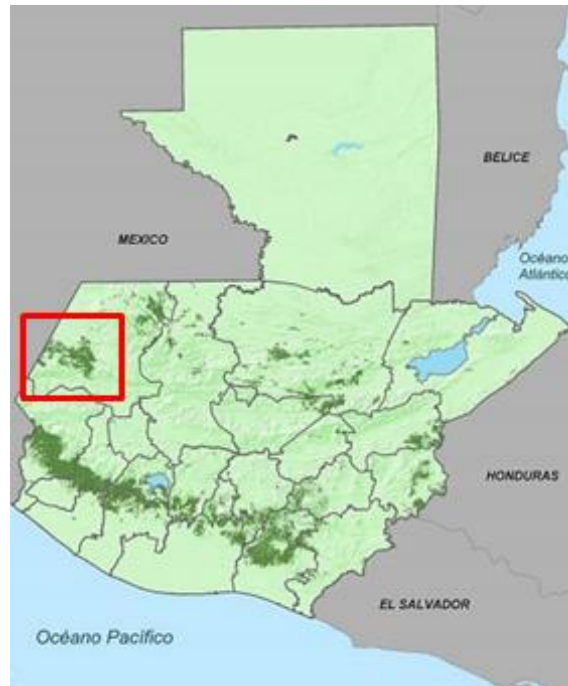 BELICE
MEXICO
Océano
Atlántico
HONDURAS
EL SALVADOR
Océano Pacífico